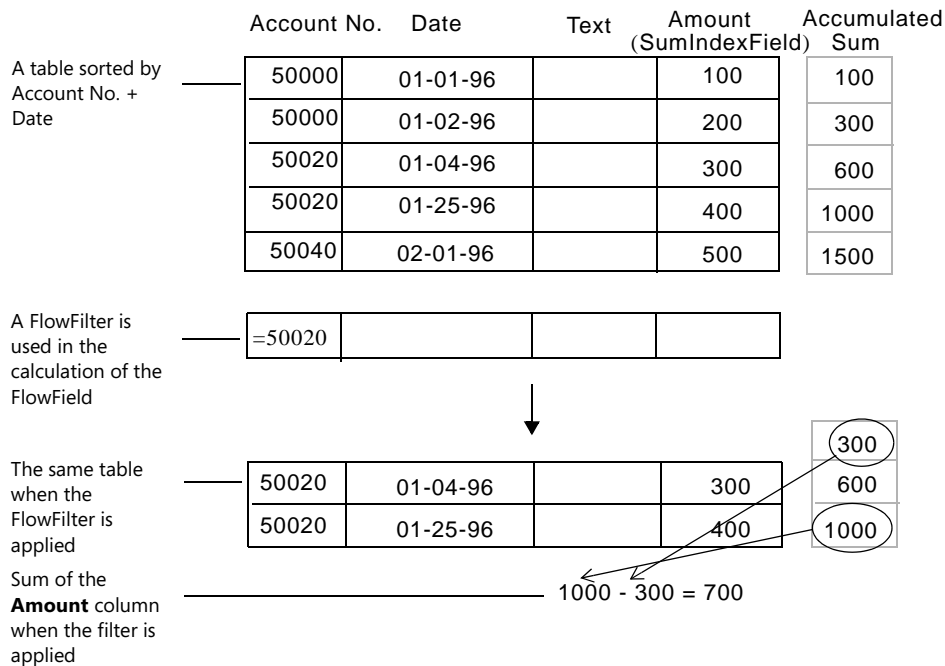 Account No. Date Text Amount Accumulated
(SumIndexField) Sum
A table sorted by
Account No. +
Date
50000 01-01-96 100 100
50000 01-02-96 200 300
50020 01-04-96 300 600
50020 01-25-96 400 1000
50040 02-01-96 500 1500
A FlowFilter is
used in the
calculation of the
FlowField
=50020
300
The same table
when the
FlowFilter is
applied
50020 01-04-96 300 600
50020 01-25-96 400 1000
Sum of the
Amount column
when the filter is
applied
1000 - 300 = 700